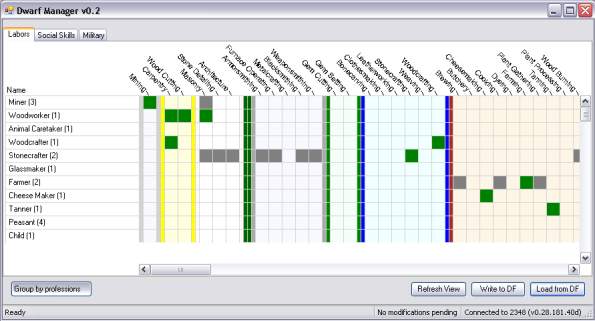 Dwarf Manager v0.2
Labors Social Skills Military
Name
Mining
Carpentry
Wood Cutting
Stone Detailing
Masonry
Architecture
Armorsmithing
Furnace Operating
Metalcrafting
Blacksmithing
Weaponsmithing
Gem Cutting
Gem Setting
Bonecarving
Clothesmaking
Leatherworking
Stonecrafting
Weaving
Woodcrafting
Brewing
Butchery
Cheesemaking
Cooking
Dyeing
Farming
Plant Gathering
Tanning
Plant Processing
Wood Burning
Miner (3)
Woodworker (1)
Animal Caretaker (1)
Woodcrafter (1)
Stonecrafter (2)
Glassmaker (1)
Farmer (2)
Cheese Maker (1)
Tanner (1)
Peasant (4)
Child (1)
Group by professions Refresh View Write to DF Load from DF
Ready No modifications pending Connected to 2348 (v0.28.181.40d)